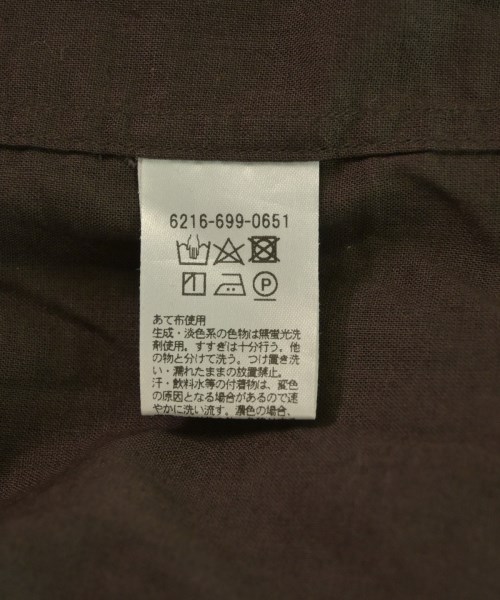 6216-699-0651
P
あて布使用
生成・淡色系の色物は無蛍光洗
剤使用。すすぎは十分行う。他
の物と分けて洗う。つけ置き洗
い・濡れたままの放置禁止。
汗・飲料水等の付着物は、変色
の原因となる場合があるので速
やかに洗い流す。濃色の場合、